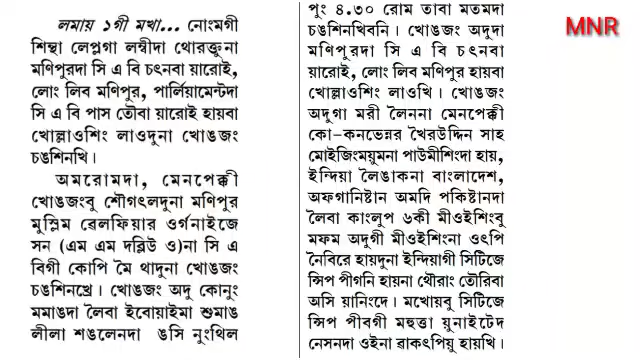 লমায় ১গী মখা... নোংমগী
শিন্থা লেপ্লগা লম্বীদা থোরক্তুনা
মণিপুরদা সি এ বি চৎনবা য়ারোই,
লোং লিব মণিপুর, পার্লিয়ামেন্টদা
সি এ বি পাস তৌবা য়ারোই হায়বা
খোল্লাওশিং লাওদুনা খোঙজং
চঙশিনখি।
অমরোমদা, মেনপেক্কী
খোঙজংবু শৌগৎলদুনা মণিপুর
মুস্লিম ৱেলফিয়ার ওর্গনাইজে
সন (এম এম দব্লিউ ও)না সি এ
বিগী কোপি মৈ থাদুনা খোঙজং
চঙশিনখ্রে। খোঙজং অদু কোনুং
মমাঙদা লৈবা ইবোয়াইমা শুমাঙ
লীলা শঙলেনদা ঙসি নুংথিল
পুং ৪.৩০ রোম তাবা মতমদা
চঙশিনখিবনি। খোঙজং অদুদা
মণিপুরদা সি এ বি চৎনবা
য়ারোই, লোং লিব মণিপুর হায়বা
খোল্লাওশিং লাওখি। খোঙজং
অদুগা মরী লৈননা মেনপেক্কী
কো-কনভেন্নর খৈরউদ্দিন সাহ
মোইজিংময়ুমনা পাউমীশিংদা হায়,
ইন্দিয়া লৈঙাকনা বাংলাদেশ,
অফগানিষ্টান অমদি পকিষ্টানদা
লৈবা কাংলুপ ৬কী মীওইশিংবু
মফম অদুগী মীওইশিংনা ওৎপি
নৈবিরে হায়দুনা ইন্দিয়াগী সিটিজে
ন্সিপ পীগনি হায়না থৌরাং তৌরিবা
অসি য়ানিংদে। মখোয়বু সিটিজে
ন্সিপ পীবগী মহুত্তা য়ুনাইটেদ
নেসনদা ওইনা ৱাকৎপিয়ু হায়খি।
MNR